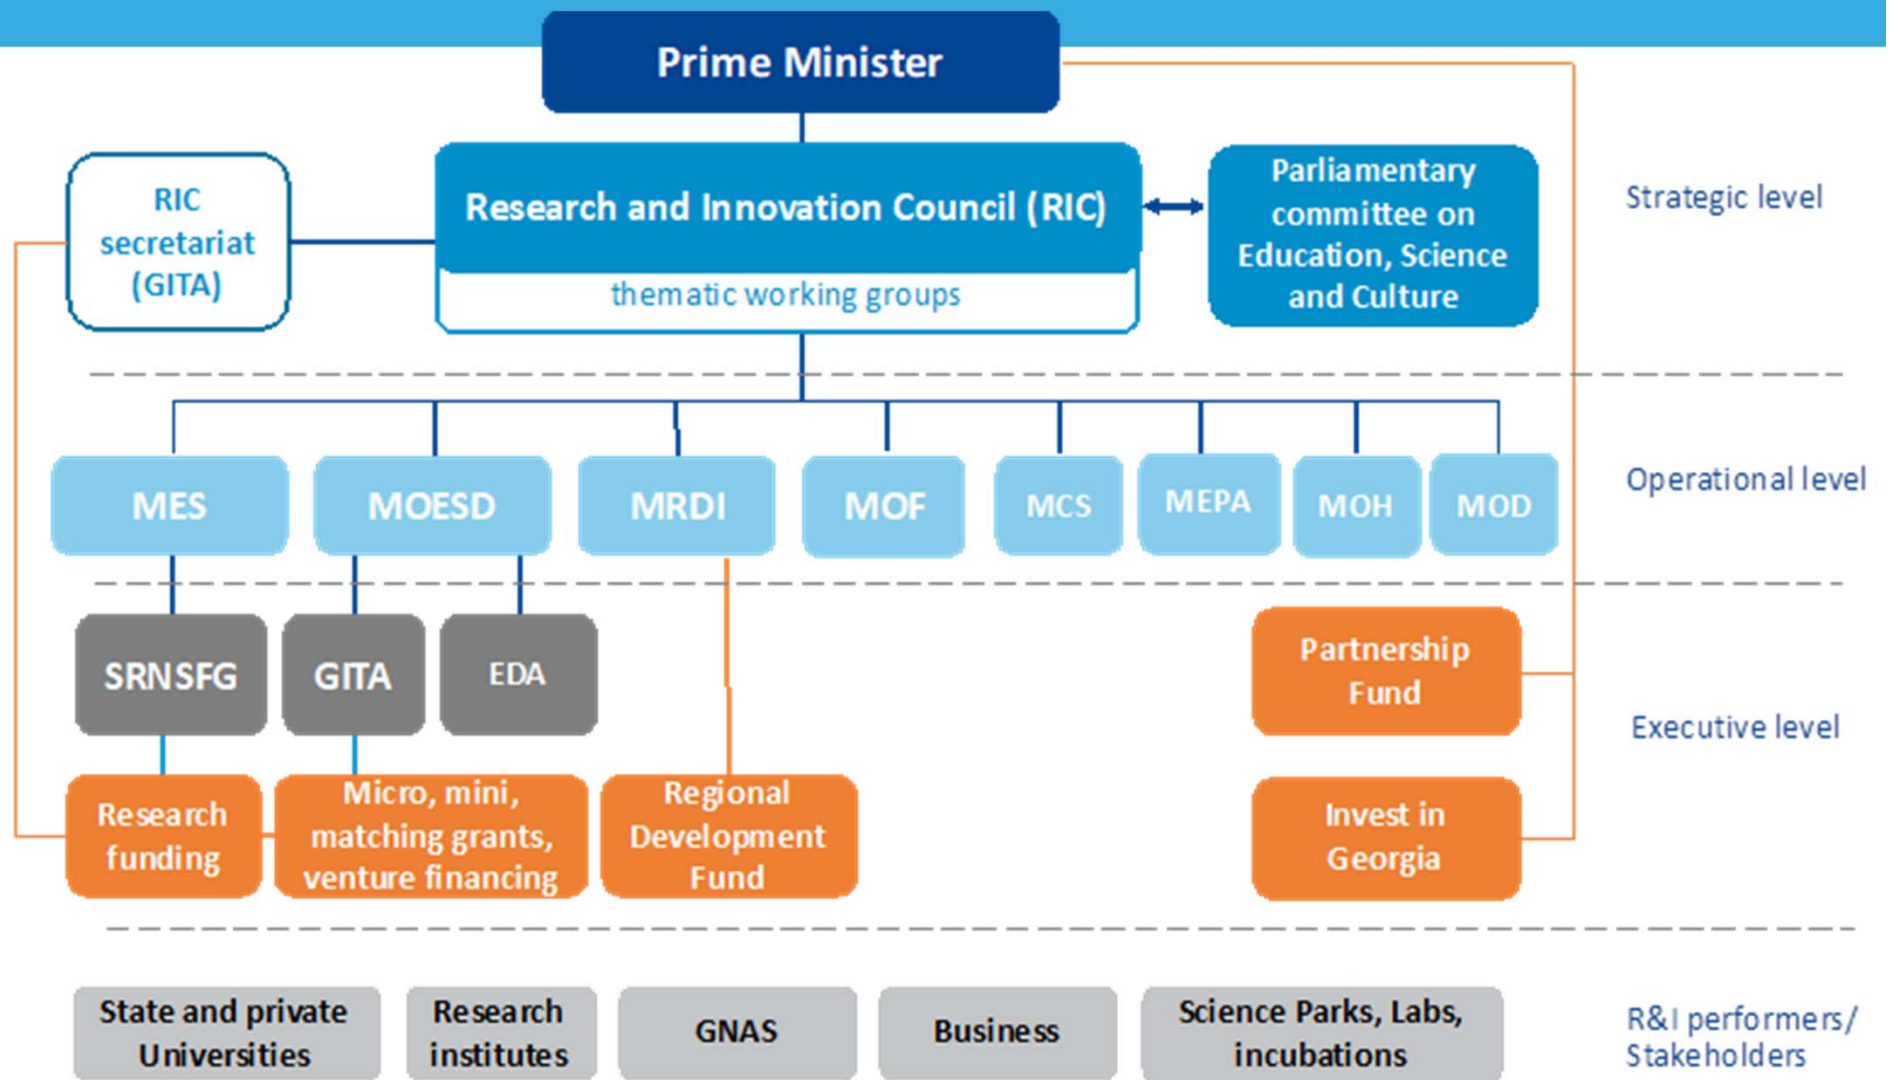 Prime Minister
RIC
secretariat
(GITA)
Research and Innovation Council (RIC)
thematic working groups
Parliamentary
committee on
Education, Science
and Culture
Strategic level
MES
MOESD
MRDI
MOF
MCS
MEPA
MOH
MOD
Operational level
SRNSFG
GITA
EDA
Partnership
Fund
Executive level
Research
funding
Micro, mini,
matching grants,
venture financing
Regional
Development
Fund
Invest in
Georgia
State and private
Universities
Research
institutes
GNAS
Business
Science Parks, Labs,
incubations
R&I performers/
Stakeholders